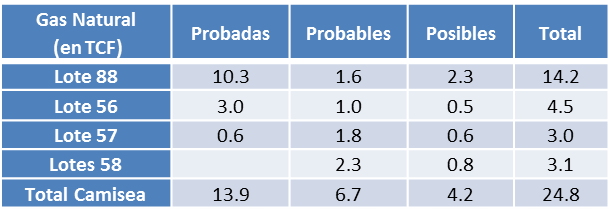 Gas Natural (en TCF) Probadas Probables Posibles Total
Lote 88 10.3 1.6 2.3 14.2
Lote 56 3.0 1.0 0.5 4.5
Lote 57 0.6 1.8 0.6 3.0
Lotes 58 2.3 0.8 3.1
Total Camisea 13.9 6.7 4.2 24.8